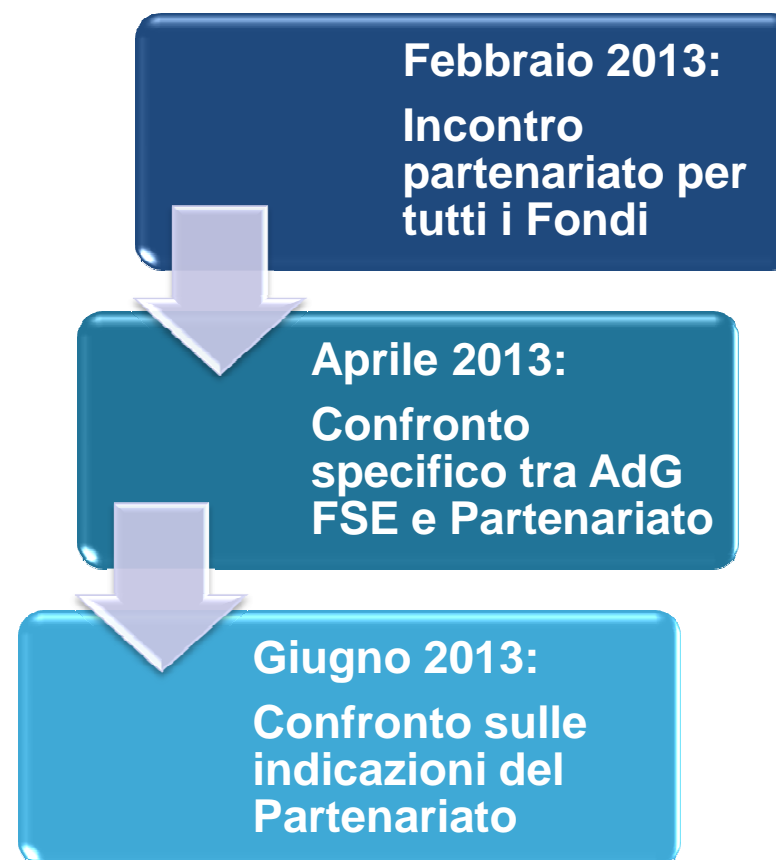 Febbraio 2013:
Incontro
partenariato per
tutti i Fondi
Aprile 2013:
Confronto
specifico tra AdG
FSE e Partenariato
Giugno 2013:
Confronto sulle
indicazioni del
Partenariato